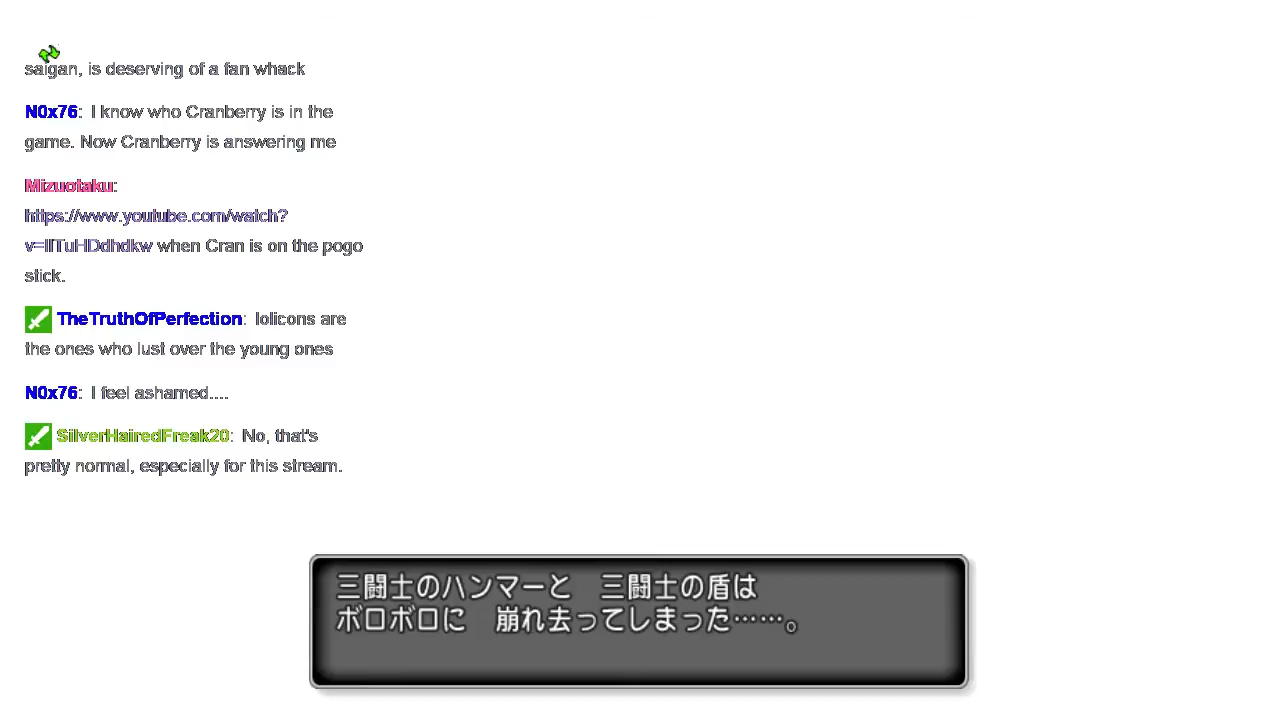 saigan, is deserving of a fan whack
N0x76: I know who Cranberry is in the
game. Now Cranberry is answering me
Mizuotaku:
https://www.youtube.com/watch?
v=IITuHDdhdkw when Cran is on the pogo
stick.
TheTruthOfPerfection: lolicons are
the ones who lust over the young ones
N0x76: I feel ashamed....
SilverHairedFreak20: No, that's
pretty normal, especially for this stream.
三闘士のハンマーと 三闘士の盾は
ボロボロに 崩れ去ってしまった……。